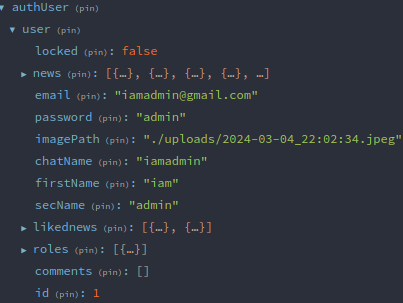 ▼ authUser (pin)
▼ user (pin)
locked (pin): false
▶ news (pin): [{…}, {…}, {…}, {…}, …]
email (pin): "iamadmin@gmail.com"
password (pin): "admin"
imagePath (pin): "./uploads/2024-03-04_22:02:34.jpeg"
chatName (pin): "iamadmin"
firstName (pin): "iam"
secName (pin): "admin"
▶ likednews (pin): [{…}, {…}]
▶ roles (pin): [{…}]
comments (pin): []
id (pin): 1